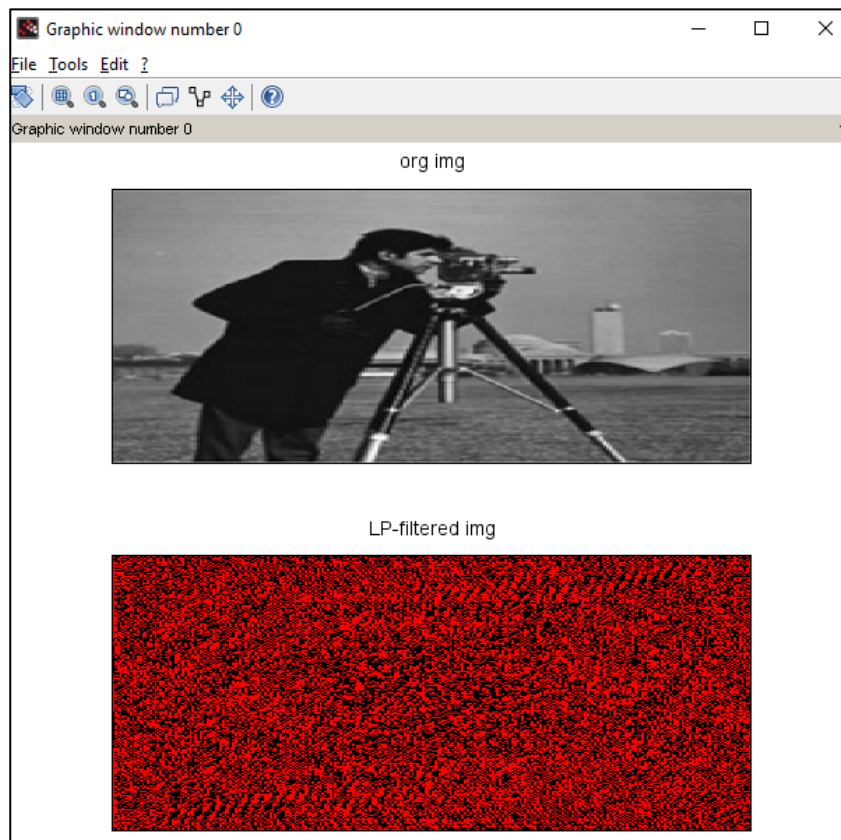 Graphic window number 0
File Tools Edit ?
Graphic window number 0
org img
LP-filtered img